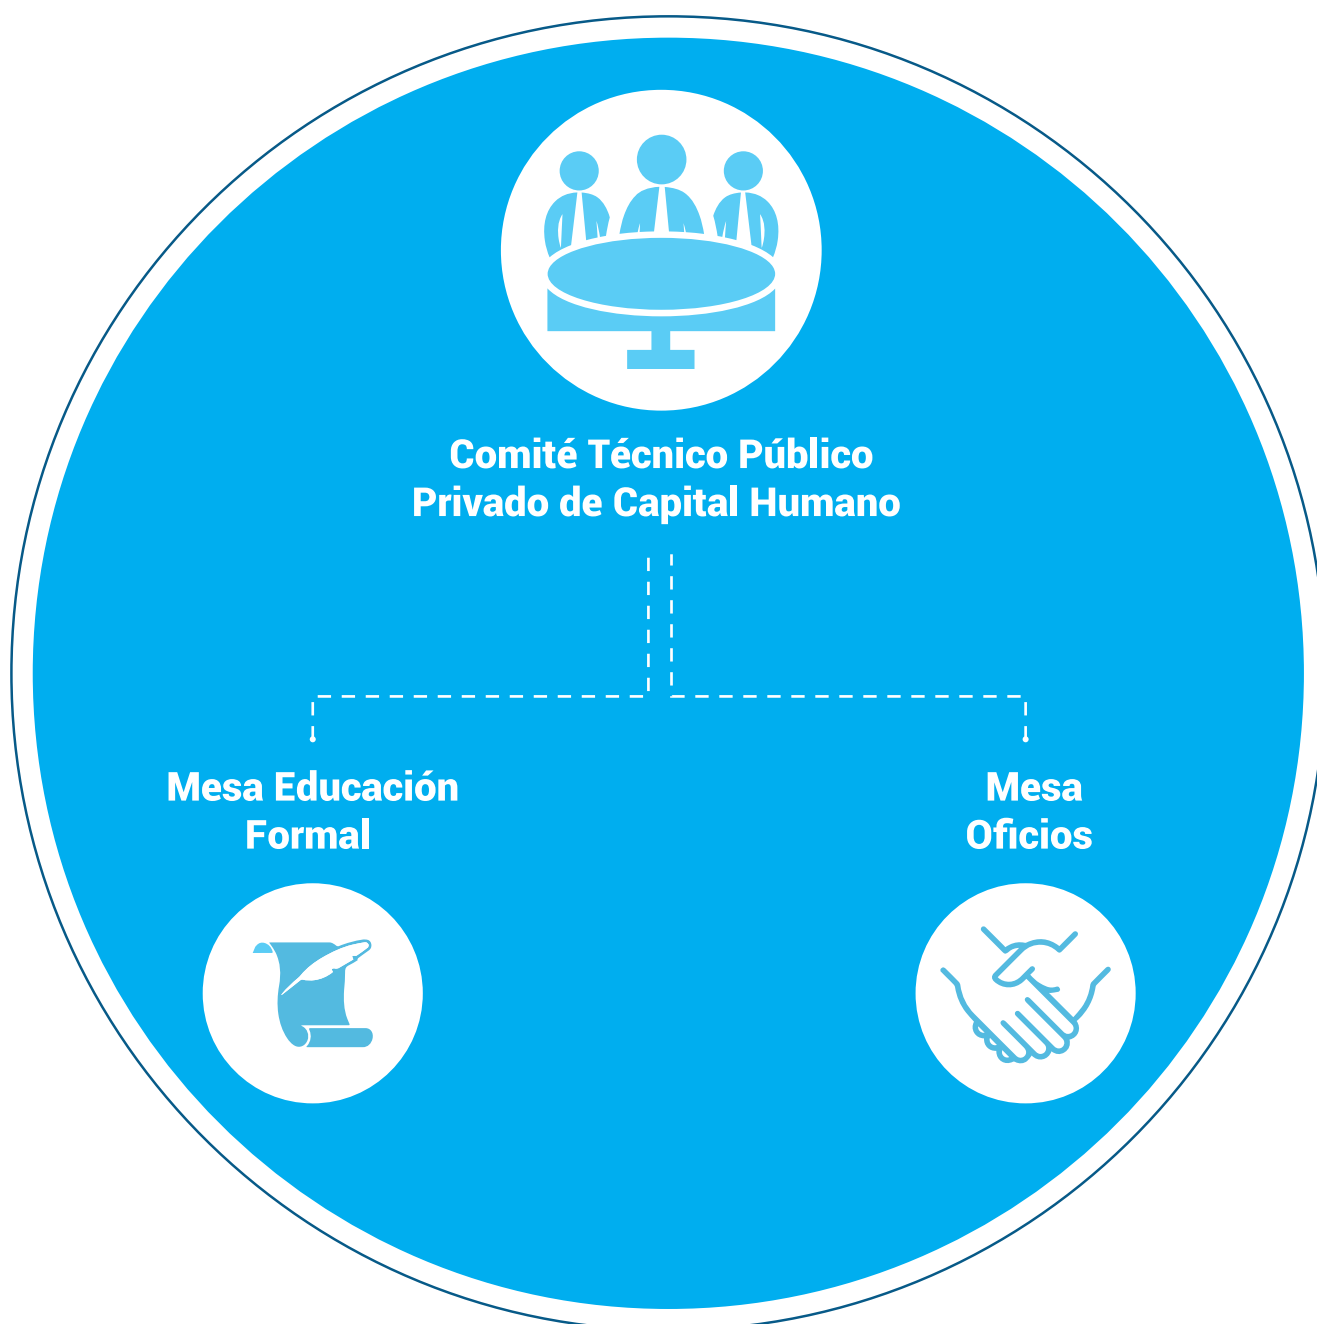 Comité Técnico Público
Privado de Capital Humano
Mesa Educación
Formal
Mesa
Oficios